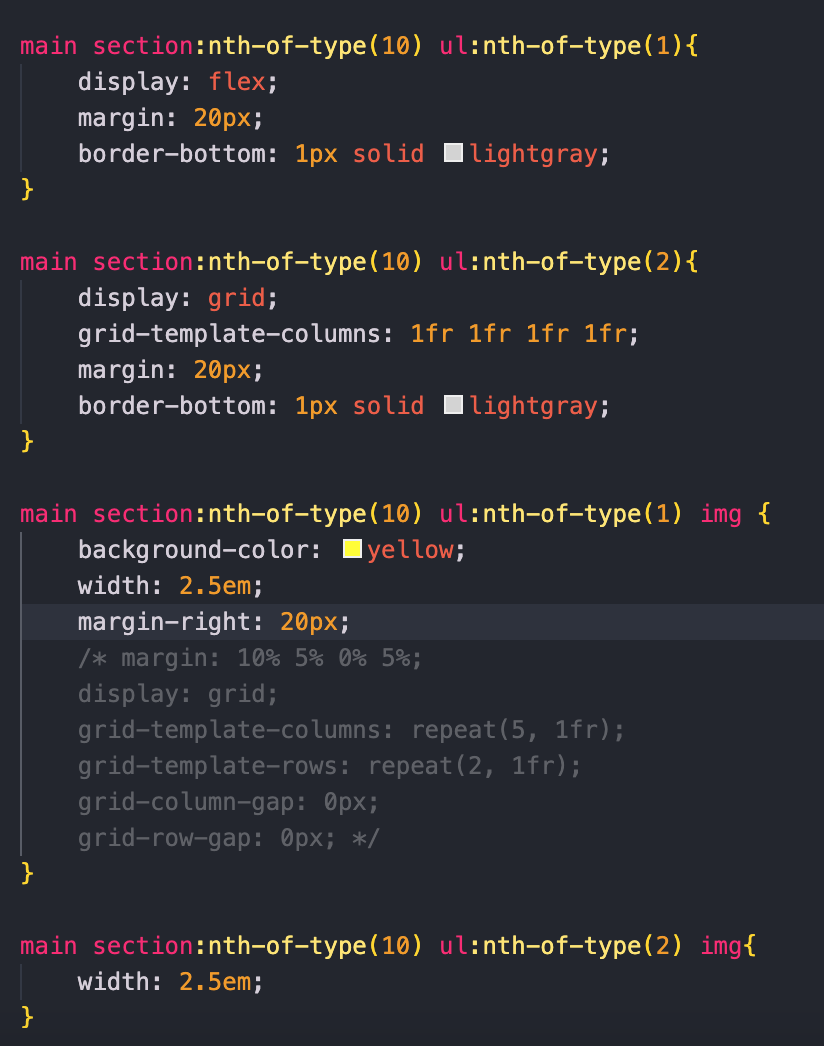 main section:nth-of-type(10) ul:nth-of-type(1){
display: flex;
margin: 20px;
border-bottom: 1px solid lightgray;
}
main section:nth-of-type(10) ul:nth-of-type(2){
display: grid;
grid-template-columns: 1fr 1fr 1fr 1fr;
margin: 20px;
border-bottom: 1px solid lightgray;
}
main section:nth-of-type(10) ul:nth-of-type(1) img {
background-color: yellow;
width: 2.5em;
margin-right: 20px;
/* margin: 10% 5% 0% 5%;
display: grid;
grid-template-columns: repeat(5, 1fr);
grid-template-rows: repeat(2, 1fr);
grid-column-gap: 0px;
grid-row-gap: 0px; */
}
main section:nth-of-type(10) ul:nth-of-type(2) img{
width: 2.5em;
}